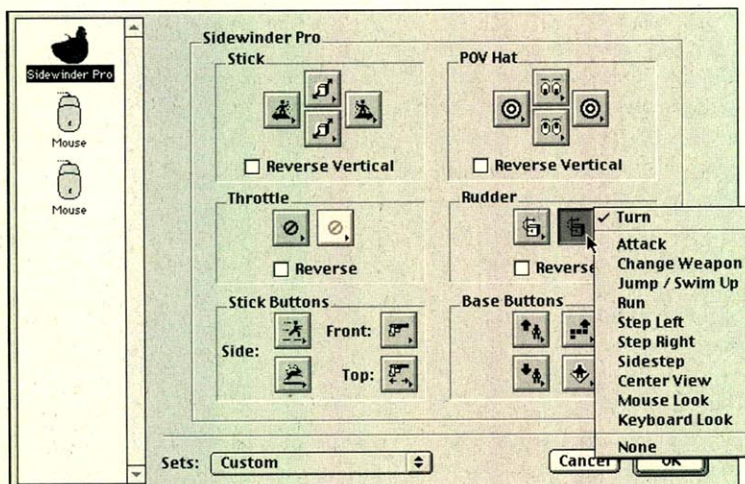 Sidewinder Pro
Mouse
Mouse
Sidewinder Pro
Stick
Reverse Vertical
POV Hat
Reverse Vertical
Throttle
Reverse
Rudder
Reverse
Stick Buttons
Side:
Front:
Top:
Base Buttons
Turn
Attack
Change Weapon
Jump / Swim Up
Run
Step Left
Step Right
Sidestep
Center View
Mouse Look
Keyboard Look
None
Sets: Custom
Cancel
OK